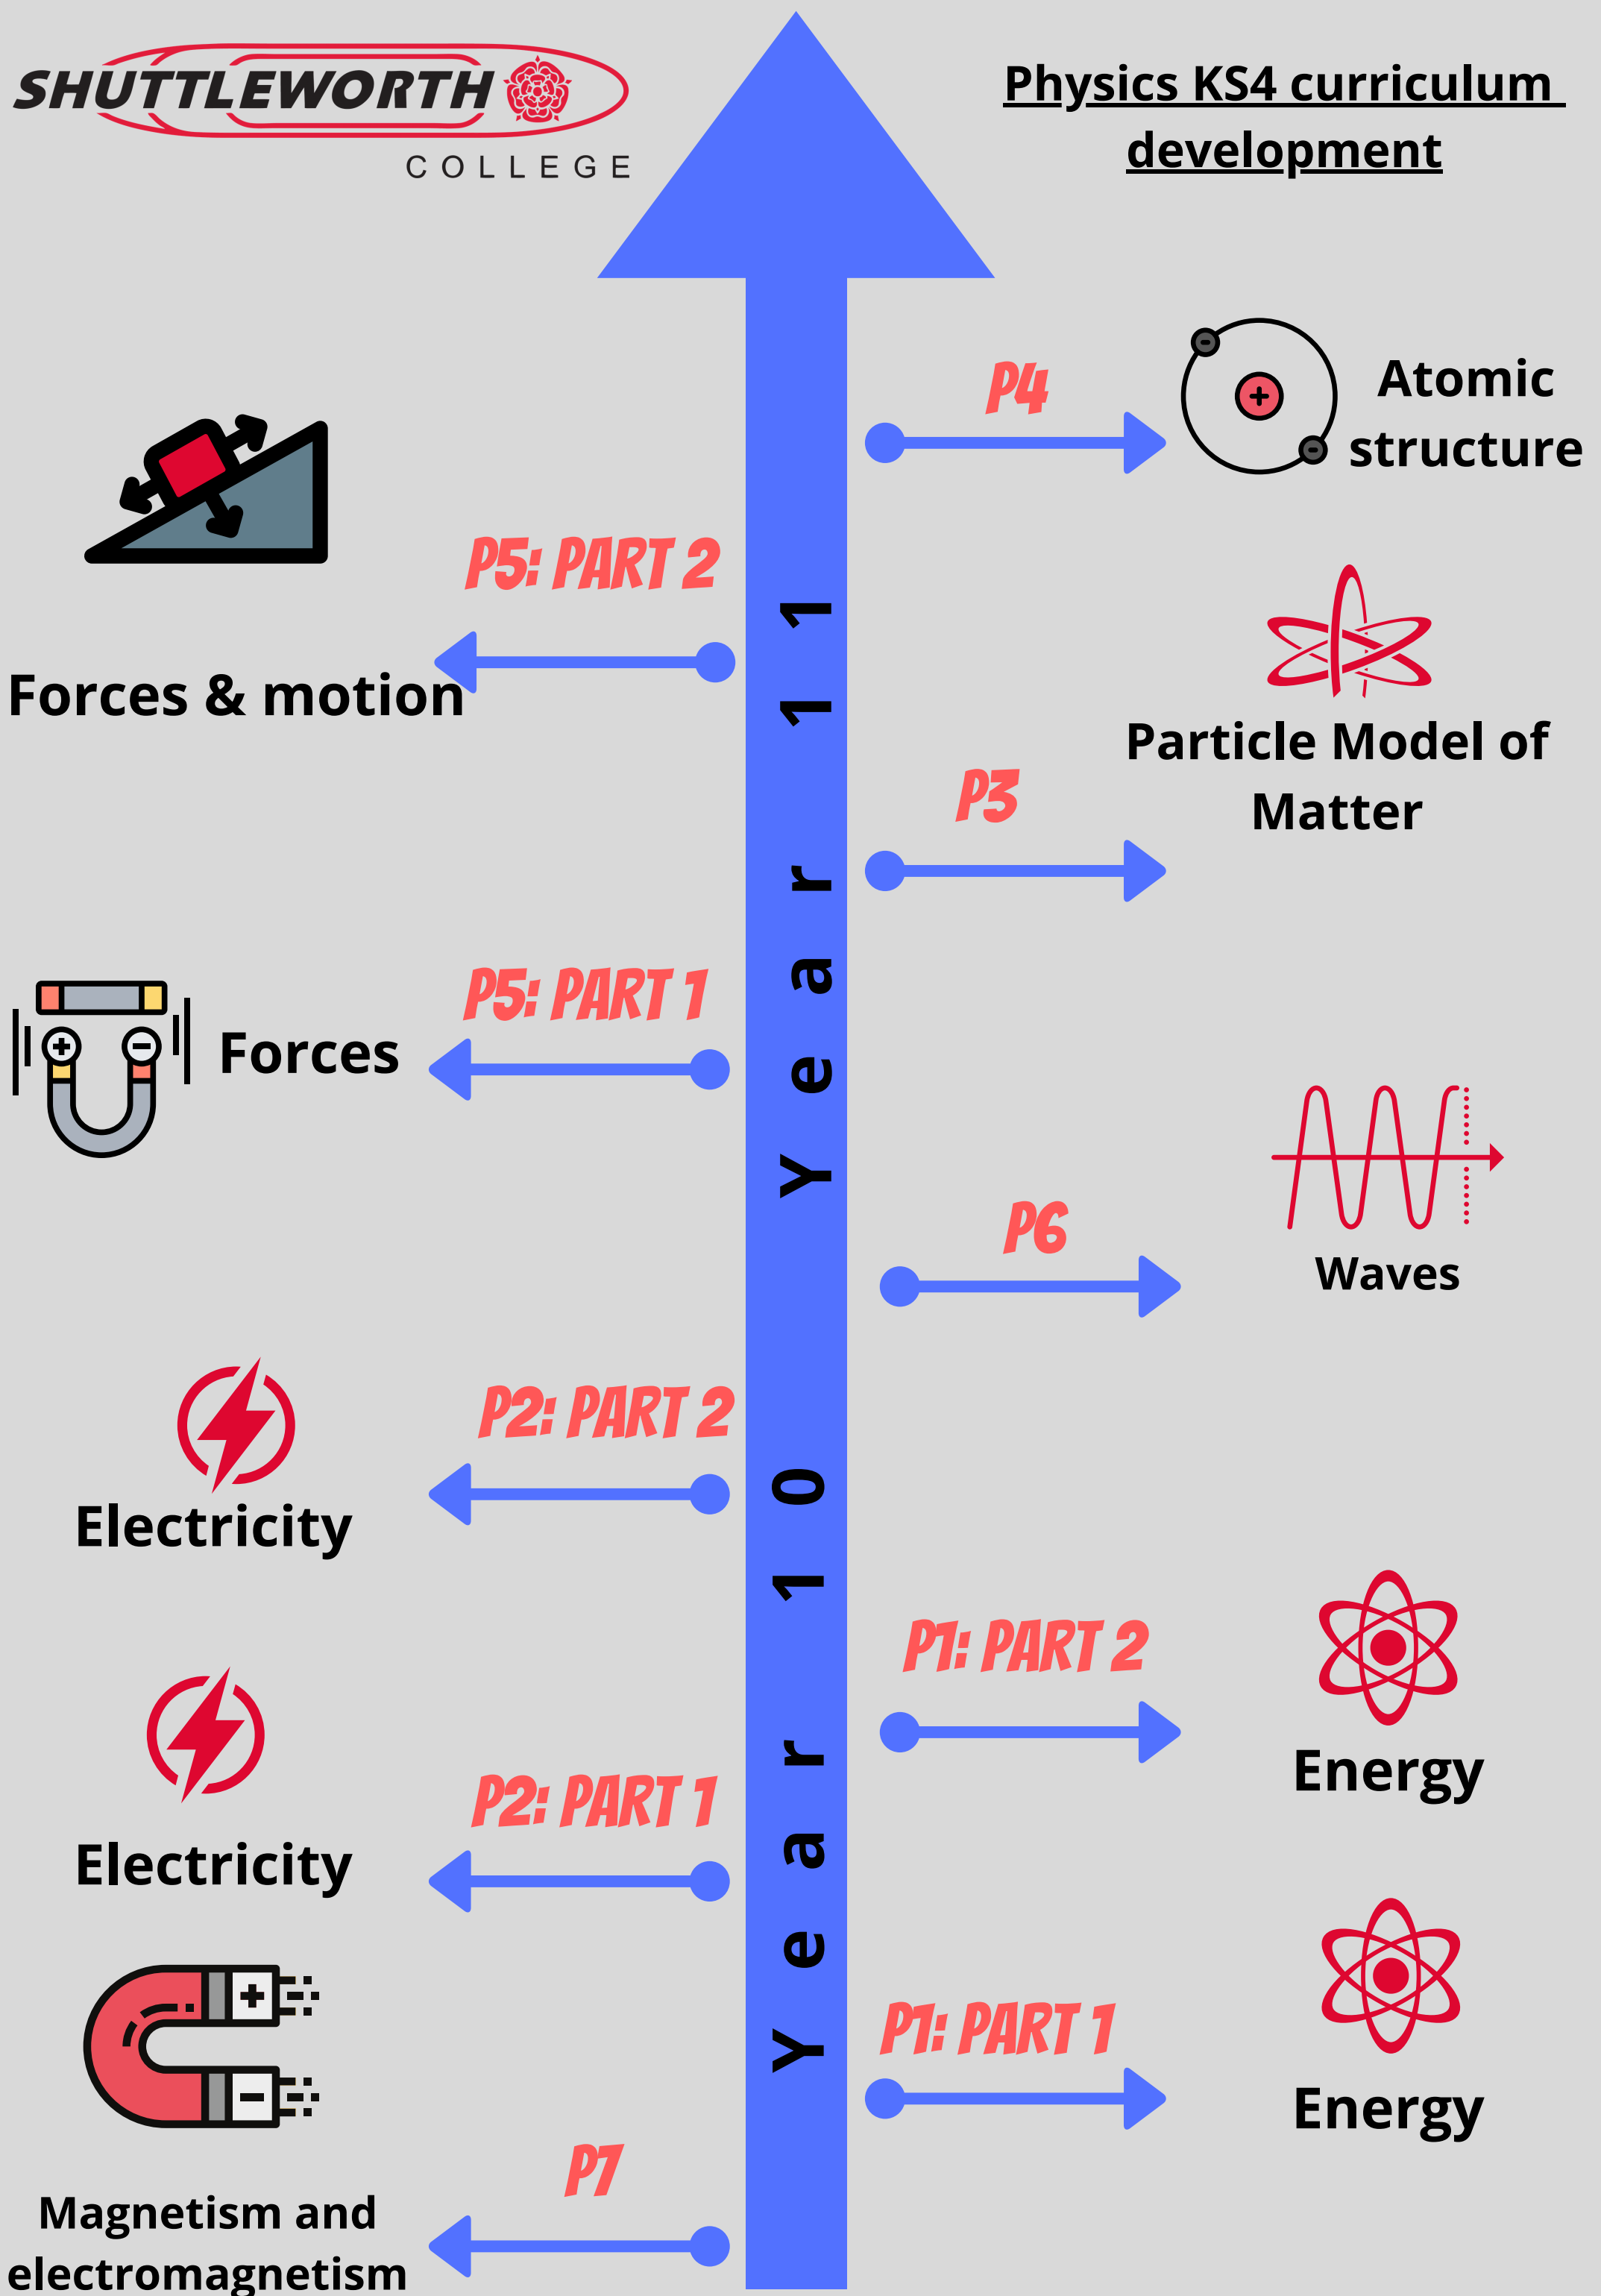 SHUTTLEWORTH
COLLEGE
Physics KS4 curriculum
development
P4
Atomic
structure
P5: PART 2
Forces & motion
Particle Model of
Matter
P3
P5: PART 1
Forces
Year 11
P6
Waves
P2: PART 2
Electricity
P1: PART 2
Energy
P2: PART 1
Electricity
Year 10
P1: PART 1
Energy
P7
Magnetism and
electromagnetism